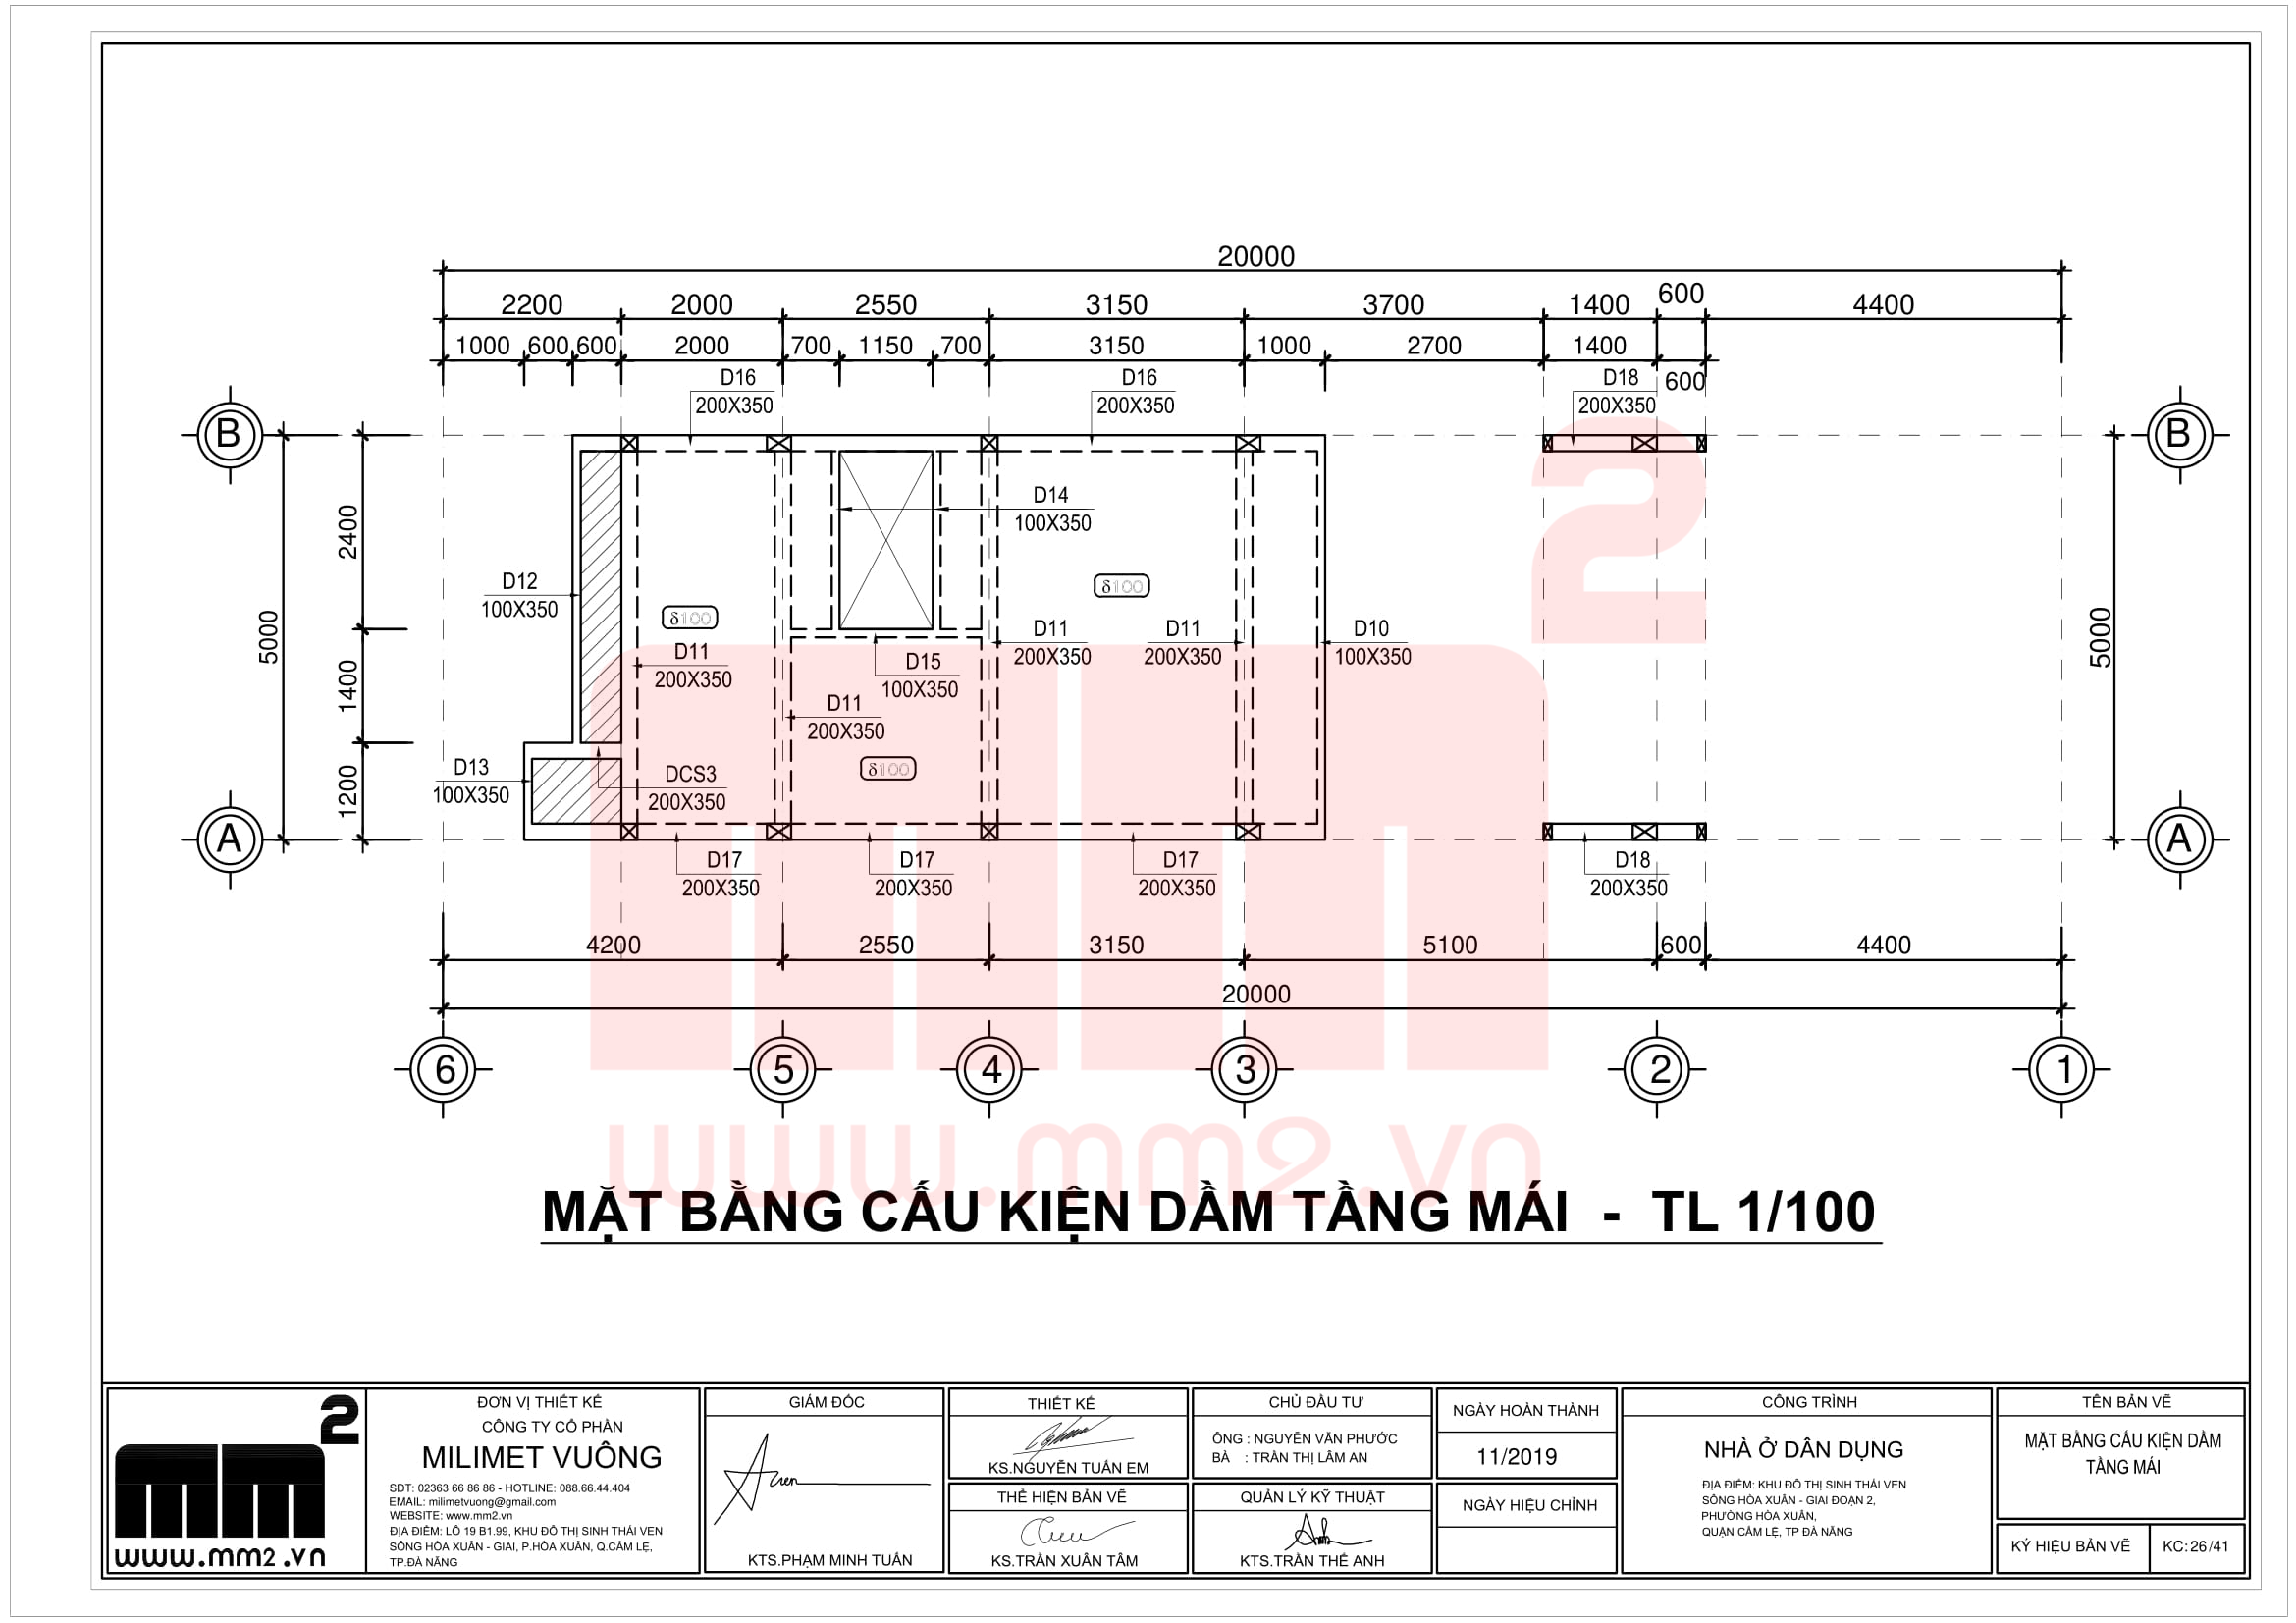 20000
2200 2000 2550 3150 3700 1400 600 4400
1000 600 600 2000 700 1150 700 3150 1000 2700 1400 600
D16
200X350
D16
200X350
D18
200X350
B
B
2400
1400
1200
5000
5000
D14
100X350
D12
100X350
δ100
δ100
D11
200X350
D11
200X350
D11
200X350
D10
100X350
D15
100X350
D11
200X350
δ100
D13
100X350
DCS3
200X350
A
A
D17
200X350
D17
200X350
D17
200X350
D18
200X350
4200 2550 3150 5100 600 4400
20000
6 5 4 3 2 1
mm2
www.mm2.vn
MẶT BẰNG CẤU KIỆN DẦM TẦNG MÁI - TL 1/100
mm2
www.mm2.vn
ĐƠN VỊ THIẾT KẾ
CÔNG TY CỔ PHẦN
MILIMET VUÔNG
SĐT: 02363 66 86 86 - HOTLINE: 088.66.44.404
EMAIL: milimetvuong@gmail.com
WEBSITE: www.mm2.vn
ĐỊA ĐIỂM: LÔ 19 B1.99, KHU ĐÔ THỊ SINH THÁI VEN
SÔNG HÒA XUÂN - GIAI, P.HÒA XUÂN, Q.CẨM LỆ,
TP.ĐÀ NẴNG
GIÁM ĐỐC
KTS.PHẠM MINH TUẤN
THIẾT KẾ
KS.NGUYỄN TUẤN EM
THỂ HIỆN BẢN VẼ
KS.TRẦN XUÂN TÂM
CHỦ ĐẦU TƯ
ÔNG : NGUYỄN VĂN PHƯỚC
BÀ : TRẦN THỊ LÂM AN
QUẢN LÝ KỸ THUẬT
KTS.TRẦN THẾ ANH
NGÀY HOÀN THÀNH
11/2019
NGÀY HIỆU CHỈNH
CÔNG TRÌNH
NHÀ Ở DÂN DỤNG
ĐỊA ĐIỂM: KHU ĐÔ THỊ SINH THÁI VEN
SÔNG HÒA XUÂN - GIAI ĐOẠN 2,
PHƯỜNG HÒA XUÂN,
QUẬN CẨM LỆ, TP ĐÀ NẴNG
TÊN BẢN VẼ
MẶT BẰNG CẤU KIỆN DẦM
TẦNG MÁI
KÝ HIỆU BẢN VẼ
KC: 26/41